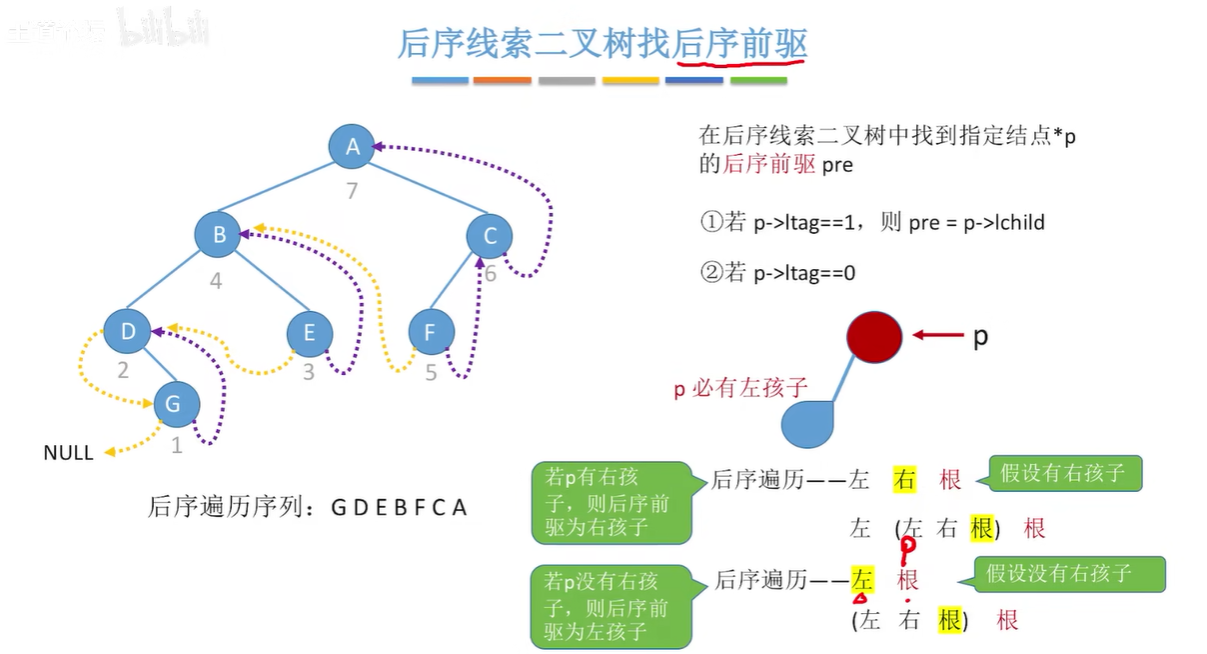 bilibili
后序线索二叉树找后序前驱
在后序线索二叉树中找到指定结点*p
的后序前驱 pre
①若 p->ltag==1，则 pre = p->lchild
②若 p->ltag==0
A
7
B
4
C
6
D
2
E
3
F
5
G
1
NULL
p
p 必有左孩子
后序遍历序列：G D E B F C A
若p有右孩
子，则后序前
驱为右孩子
后序遍历——左 右 根
假设有右孩子
左 (左 右 根) 根
p
若p没有右孩
子，则后序前
驱为左孩子
后序遍历——左 根
假设没有右孩子
(左 右 根) 根